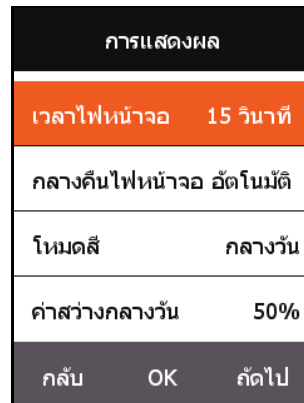 การแสดงผล
เวลาไฟหน้าจอ 15 วินาที
กลางคืนไฟหน้าจอ อัตโนมัติ
โหมดสี กลางวัน
ค่าสว่างกลางวัน 50%
กลับ OK ถัดไป